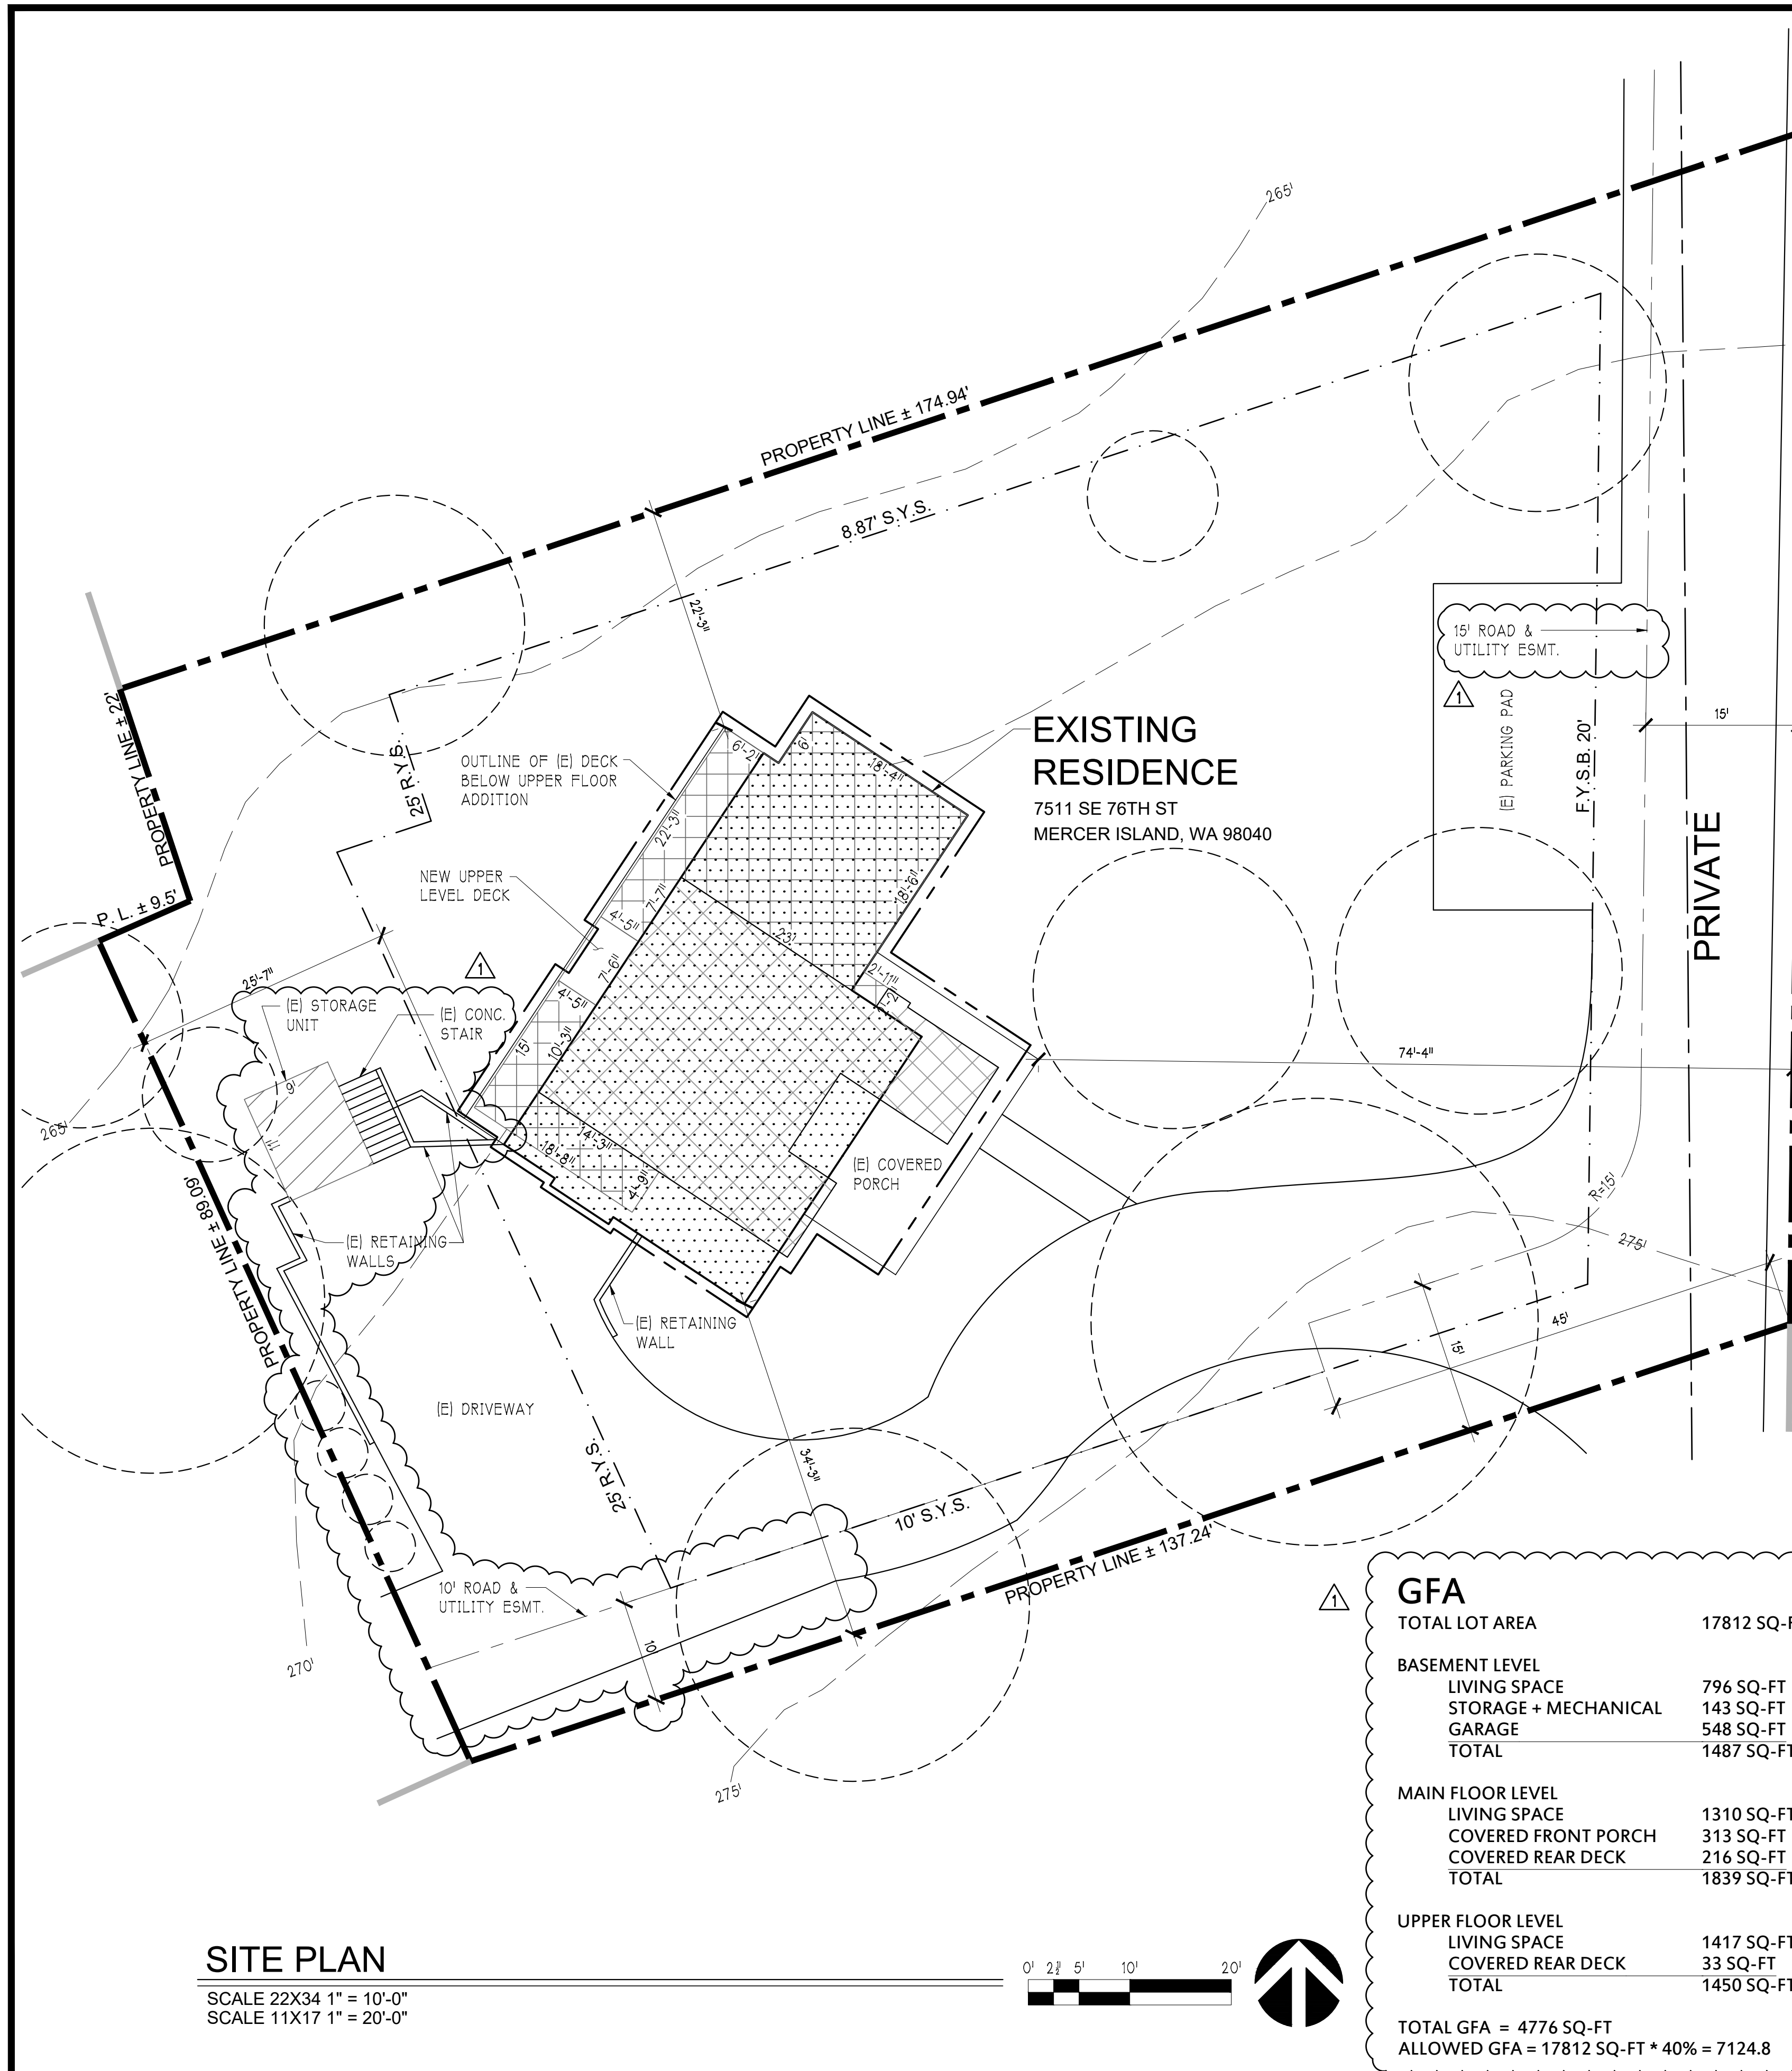 265'
PROPERTY LINE ± 174.94'
8.87' S.Y.S.
22'-3"
15' ROAD &
UTILITY ESMT.
1
(E) PARKING PAD
F.Y.S.B. 20'
15'
PRIVATE
PROPERTY LINE ± 22'
25' R.Y.S.
OUTLINE OF (E) DECK
BELOW UPPER FLOOR
ADDITION
6'-2"
6'
18'-4"
EXISTING
RESIDENCE
7511 SE 76TH ST
MERCER ISLAND, WA 98040
22'-3"
NEW UPPER
LEVEL DECK
7'-7"
18'-6"
4'-5"
23'
P. L. ± 9.5'
7'-6"
2'-11"
1'-2"
25'-7"
1
4'-5"
(E) STORAGE
UNIT
(E) CONC.
STAIR
15'
10'-3"
74'-4"
9'
11'
265'
14'-3"
18'-8"
4'-9"
(E) COVERED
PORCH
R=15'
PROPERTY LINE ± 89.09'
(E) RETAINING
WALLS
275'
(E) RETAINING
WALL
45'
15'
(E) DRIVEWAY
25' R.Y.S.
34'-3"
10' S.Y.S.
PROPERTY LINE ± 137.24'
10' ROAD &
UTILITY ESMT.
10'
270'
275'
1
GFA
TOTAL LOT AREA 17812 SQ-F
BASEMENT LEVEL
LIVING SPACE 796 SQ-FT
STORAGE + MECHANICAL 143 SQ-FT
GARAGE 548 SQ-FT
TOTAL 1487 SQ-FT
MAIN FLOOR LEVEL
LIVING SPACE 1310 SQ-FT
COVERED FRONT PORCH 313 SQ-FT
COVERED REAR DECK 216 SQ-FT
TOTAL 1839 SQ-FT
UPPER FLOOR LEVEL
LIVING SPACE 1417 SQ-FT
COVERED REAR DECK 33 SQ-FT
TOTAL 1450 SQ-FT
TOTAL GFA = 4776 SQ-FT
ALLOWED GFA = 17812 SQ-FT * 40% = 7124.8
SITE PLAN
SCALE 22X34 1" = 10'-0"
SCALE 11X17 1" = 20'-0"
0' 2½' 5' 10' 20'